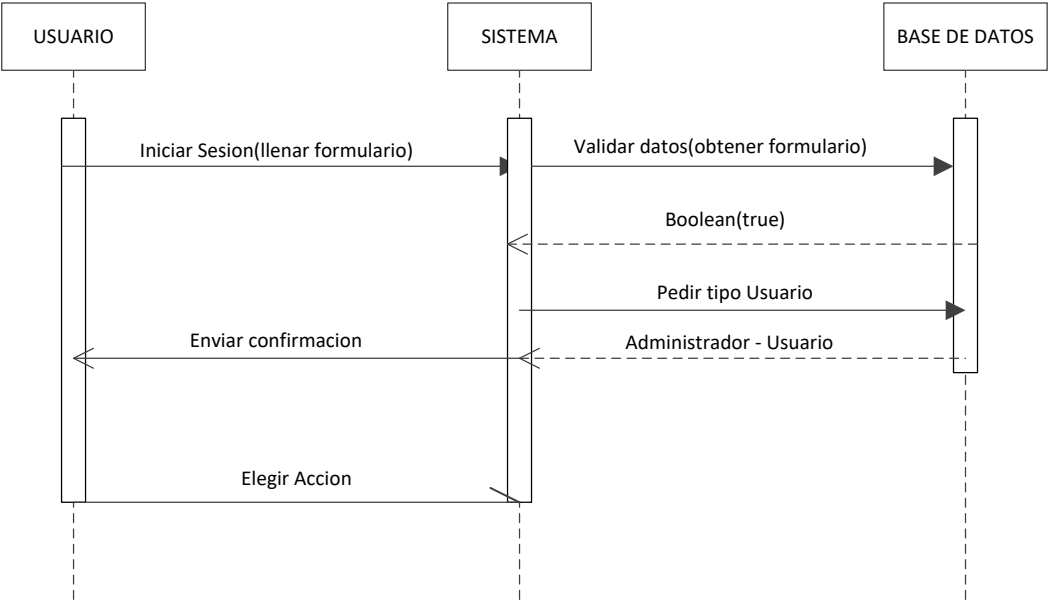 USUARIO
SISTEMA
BASE DE DATOS
Iniciar Sesion(llenar formulario)
Validar datos(obtener formulario)
Boolean(true)
Pedir tipo Usuario
Enviar confirmacion
Administrador - Usuario
Elegir Accion